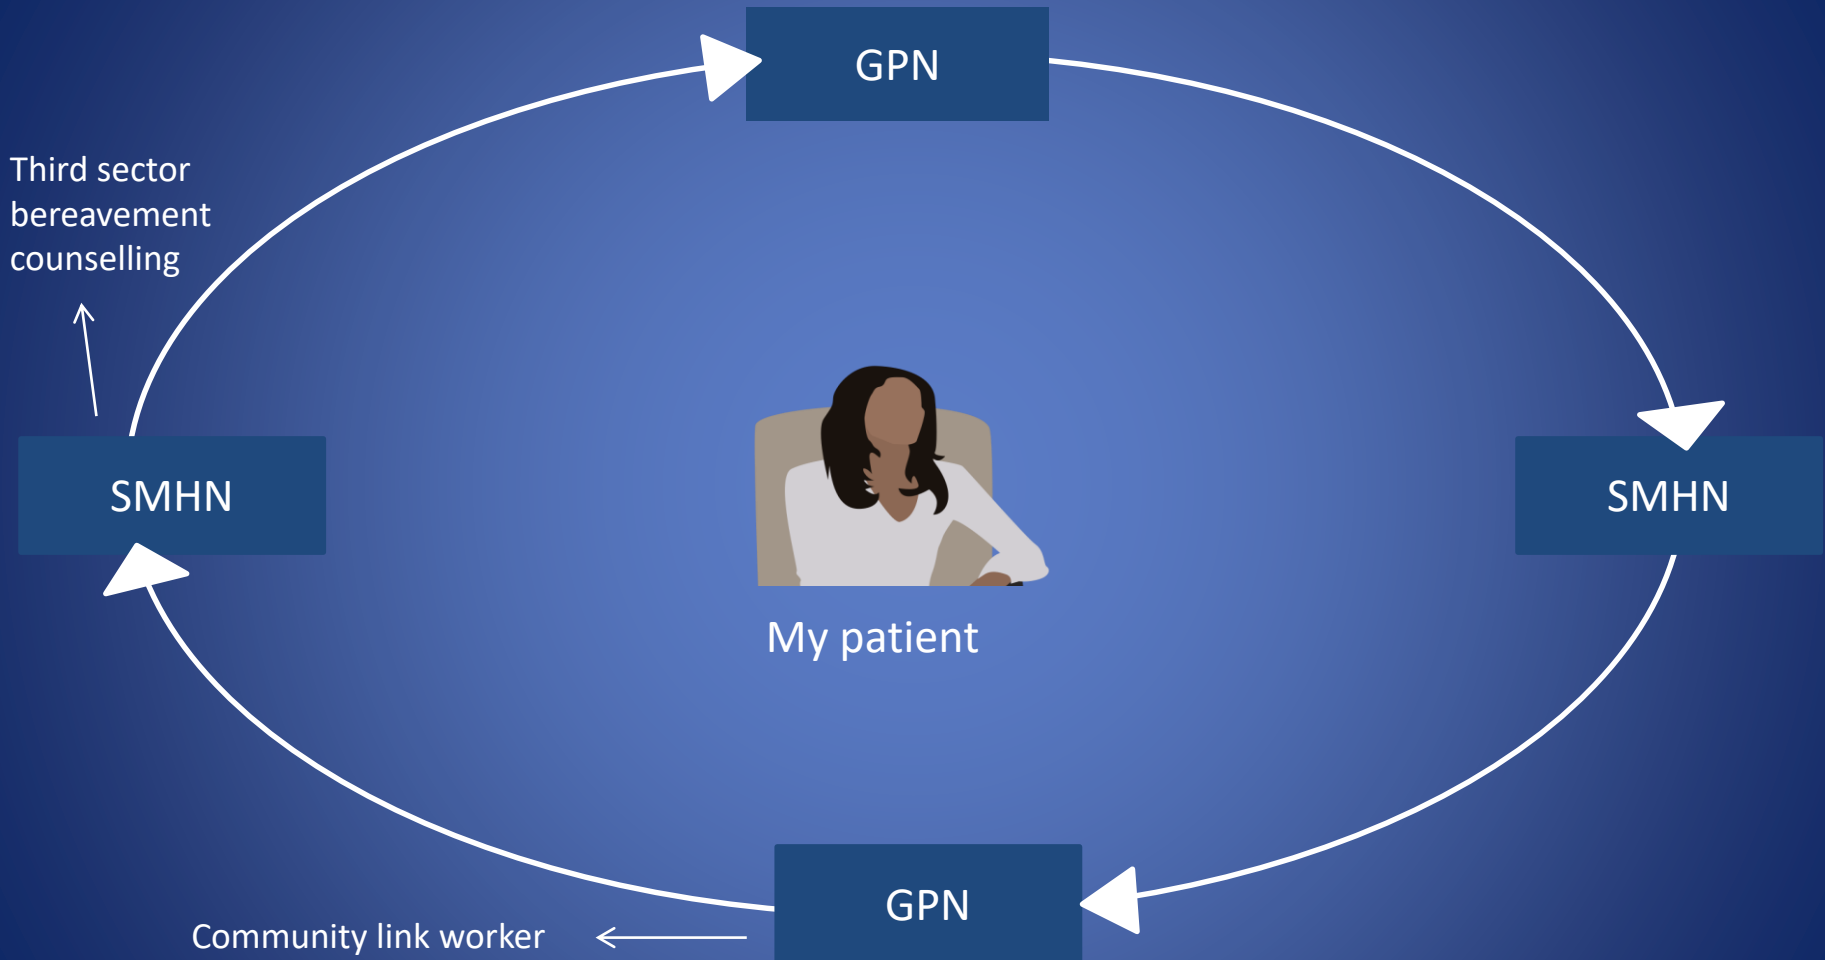 GPN
Third sector
bereavement
counselling
SMHN
SMHN
My patient
GPN
Community link worker